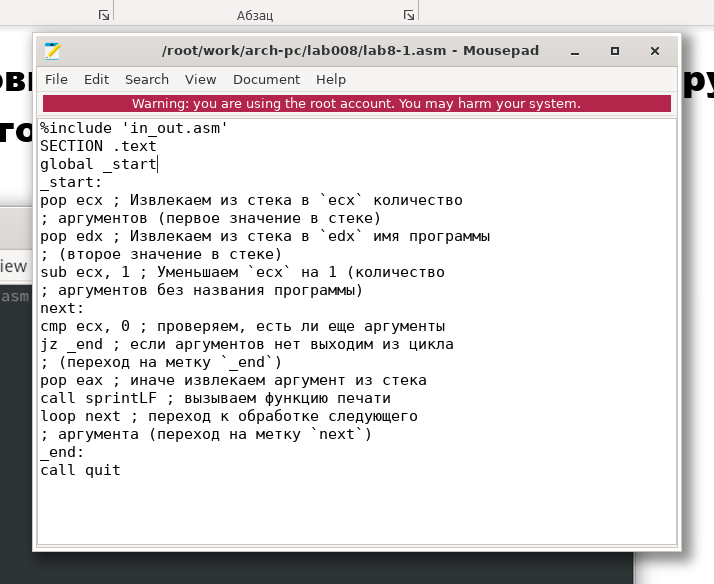 Абзац
/root/work/arch-pc/lab008/lab8-1.asm - Mousepad
File Edit Search View Document Help
Warning: you are using the root account. You may harm your system.
%include 'in_out.asm'
SECTION .text
global _start
_start:
pop ecx ; Извлекаем из стека в `ecx` количество
; аргументов (первое значение в стеке)
pop edx ; Извлекаем из стека в `edx` имя программы
; (второе значение в стеке)
sub ecx, 1 ; Уменьшаем `ecx` на 1 (количество
; аргументов без названия программы)
next:
cmp ecx, 0 ; проверяем, есть ли еще аргументы
jz _end ; если аргументов нет выходим из цикла
; (переход на метку `_end`)
pop eax ; иначе извлекаем аргумент из стека
call sprintLF ; вызываем функцию печати
loop next ; переход к обработке следующего
; аргумента (переход на метку `next`)
_end:
call quit